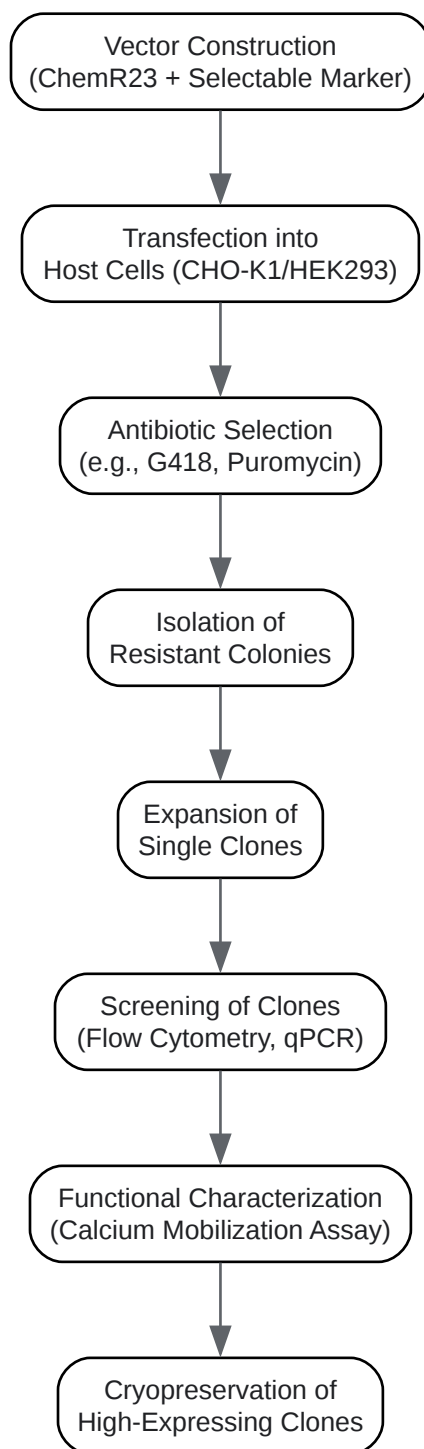 Vector Construction
(ChemR23 + Selectable Marker)
Transfection into
Host Cells (CHO-K1/HEK293)
Antibiotic Selection
(e.g., G418, Puromycin)
Isolation of
Resistant Colonies
Expansion of
Single Clones
Screening of Clones
(Flow Cytometry, qPCR)
Functional Characterization
(Calcium Mobilization Assay)
Cryopreservation of
High-Expressing Clones